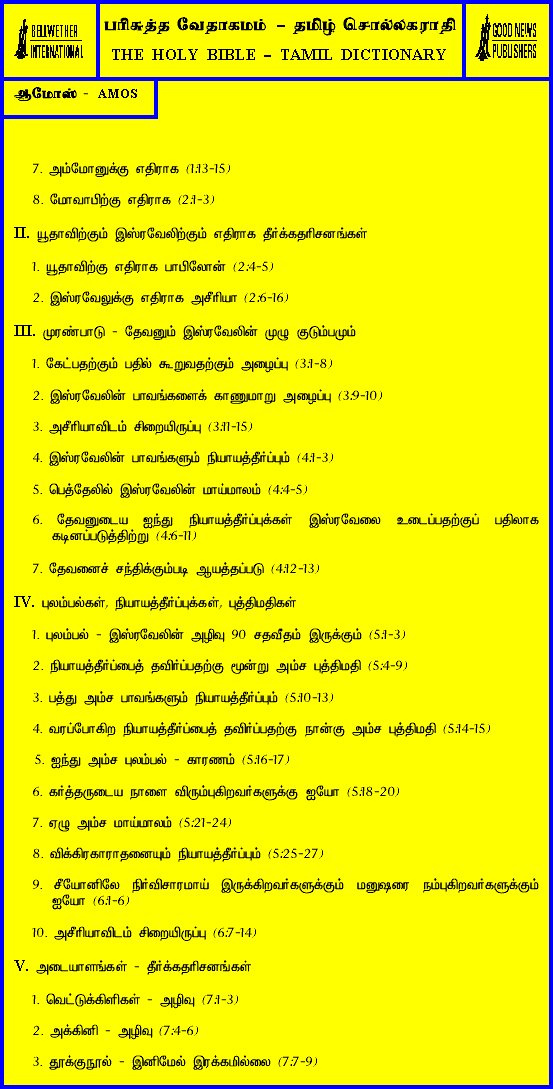 BELLWETHER
INTERNATIONAL
பரிசுத்த வேதாகமம் – தமிழ் சொல்லகராதி
THE HOLY BIBLE – TAMIL DICTIONARY
GOOD NEWS
PUBLISHERS
ஆமோஸ் - AMOS
7. அம்மோனுக்கு எதிராக (1:13-15)
8. மோவாபிற்கு எதிராக (2:1-3)
II. யூதாவிற்கும் இஸ்ரவேலிற்கும் எதிராக தீர்க்கதரிசனங்கள்
1. யூதாவிற்கு எதிராக பாபிலோன் (2:4-5)
2. இஸ்ரவேலுக்கு எதிராக அசீரியா (2:6-16)
III. முரண்பாடு - தேவனும் இஸ்ரவேலின் முழு குடும்பமும்
1. கேட்பதற்கும் பதில் கூறுவதற்கும் அழைப்பு (3:1-8)
2. இஸ்ரவேலின் பாவங்களைக் காணுமாறு அழைப்பு (3:9-10)
3. அசீரியாவிடம் சிறையிருப்பு (3:11-15)
4. இஸ்ரவேலின் பாவங்களும் நியாயத்தீர்ப்பும் (4:1-3)
5. பெத்தேலில் இஸ்ரவேலின் மாய்மாலம் (4:4-5)
6. தேவனுடைய ஐந்து நியாயத்தீர்ப்புக்கள் இஸ்ரவேலை உடைப்பதற்குப் பதிலாக
கடினப்படுத்திற்று (4:6-11)
7. தேவனைச் சந்திக்கும்படி ஆயத்தப்படு (4:12-13)
IV. புலம்பல்கள், நியாயத்தீர்ப்புக்கள், புத்திமதிகள்
1. புலம்பல் - இஸ்ரவேலின் அழிவு 90 சதவீதம் இருக்கும் (5:1-3)
2. நியாயத்தீர்ப்பைத் தவிர்ப்பதற்கு மூன்று அம்ச புத்திமதி (5:4-9)
3. பத்து அம்ச பாவங்களும் நியாயத்தீர்ப்பும் (5:10-13)
4. வரப்போகிற நியாயத்தீர்ப்பைத் தவிர்ப்பதற்கு நான்கு அம்ச புத்திமதி (5:14-15)
5. ஐந்து அம்ச புலம்பல் - காரணம் (5:16-17)
6. கர்த்தருடைய நாளை விரும்புகிறவர்களுக்கு ஐயோ (5:18-20)
7. ஏழு அம்ச மாய்மாலம் (5:21-24)
8. விக்கிரகாராதனையும் நியாயத்தீர்ப்பும் (5:25-27)
9. சீயோனிலே நிர்விசாரமாய் இருக்கிறவர்களுக்கும் மனுஷரை நம்புகிறவர்களுக்கும்
ஐயோ (6:1-6)
10. அசீரியாவிடம் சிறையிருப்பு (6:7-14)
V. அடையாளங்கள் - தீர்க்கதரிசனங்கள்
1. வெட்டுக்கிளிகள் - அழிவு (7:1-3)
2. அக்கினி - அழிவு (7:4-6)
3. தூக்குநூல் - இனிமேல் இரக்கமில்லை (7:7-9)